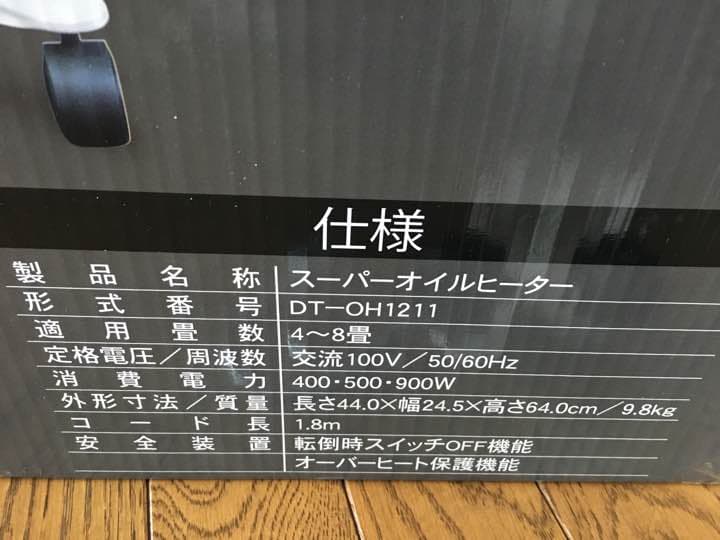 仕様
製品名称 スーパーオイルヒーター
形式番号 DT-OH1211
適用畳数 4〜8畳
定格電圧/周波数 交流100V/50/60Hz
消費電力 400・500・900W
外形寸法/質量 長さ44.0×幅24.5×高さ64.0cm/9.8kg
コード長 1.8m
安全装置 転倒時スイッチOFF機能
オーバーヒート保護機能